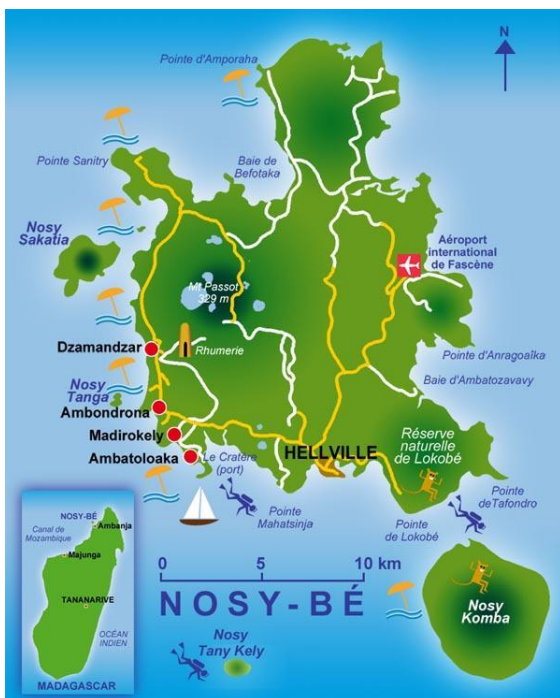 N
Pointe d'Amporaha
Pointe Sanitry
Baie de
Befotaka
Nosy
Sakatia
Aéroport
international
de Fascène
Mt Passot
329 m
Dzamandzar
Rhumerie
Pointe d'Anragoaïka
Nosy
Tanga
Baie d'Ambatozavavy
Ambondrona
Madirokely
Ambatoloaka
Le Cratère
(port)
HELLVILLE
Réserve
naturelle
de Lokobé
Pointe
Mahatsinja
Pointe
de Lokobé
Pointe
deTafondro
0 5 10 km
NOSY-BÉ
Nosy
Komba
Nosy
Tany Kely
NOSY-BÉ
Ambanja
Canal de
Mozambique
Majunga
TANANARIVE
OCÉAN
INDIEN
MADAGASCAR